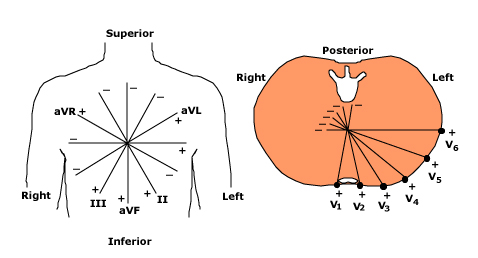 Superior
− −
−
aVR +
aVL
+
−
+
−
−
+
III
+
aVF
+
II
Right
Left
Inferior
Posterior
Right
Left
− −
−
−
−
−
+
V6
+
V5
+
V4
+
V3
+
V2
+
V1